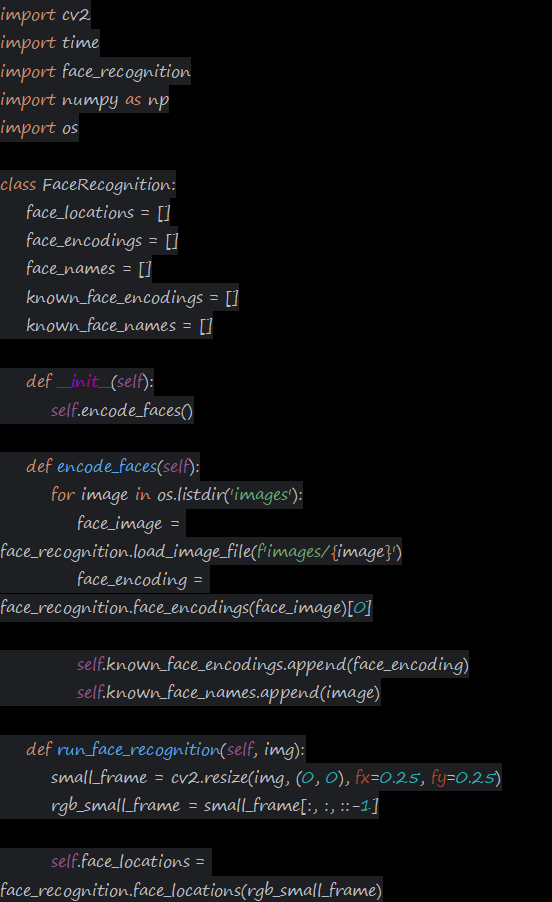 import cv2
import time
import face_recognition
import numpy as np
import os
class FaceRecognition:
face_locations = []
face_encodings = []
face_names = []
known_face_encodings = []
known_face_names = []
def __init__(self):
self.encode_faces()
def encode_faces(self):
for image in os.listdir('images'):
face_image =
face_recognition.load_image_file(f'images/{image}')
face_encoding =
face_recognition.face_encodings(face_image)[0]
self.known_face_encodings.append(face_encoding)
self.known_face_names.append(image)
def run_face_recognition(self, img):
small_frame = cv2.resize(img, (0, 0), fx=0.25, fy=0.25)
rgb_small_frame = small_frame[:, :, ::-1]
self.face_locations =
face_recognition.face_locations(rgb_small_frame)